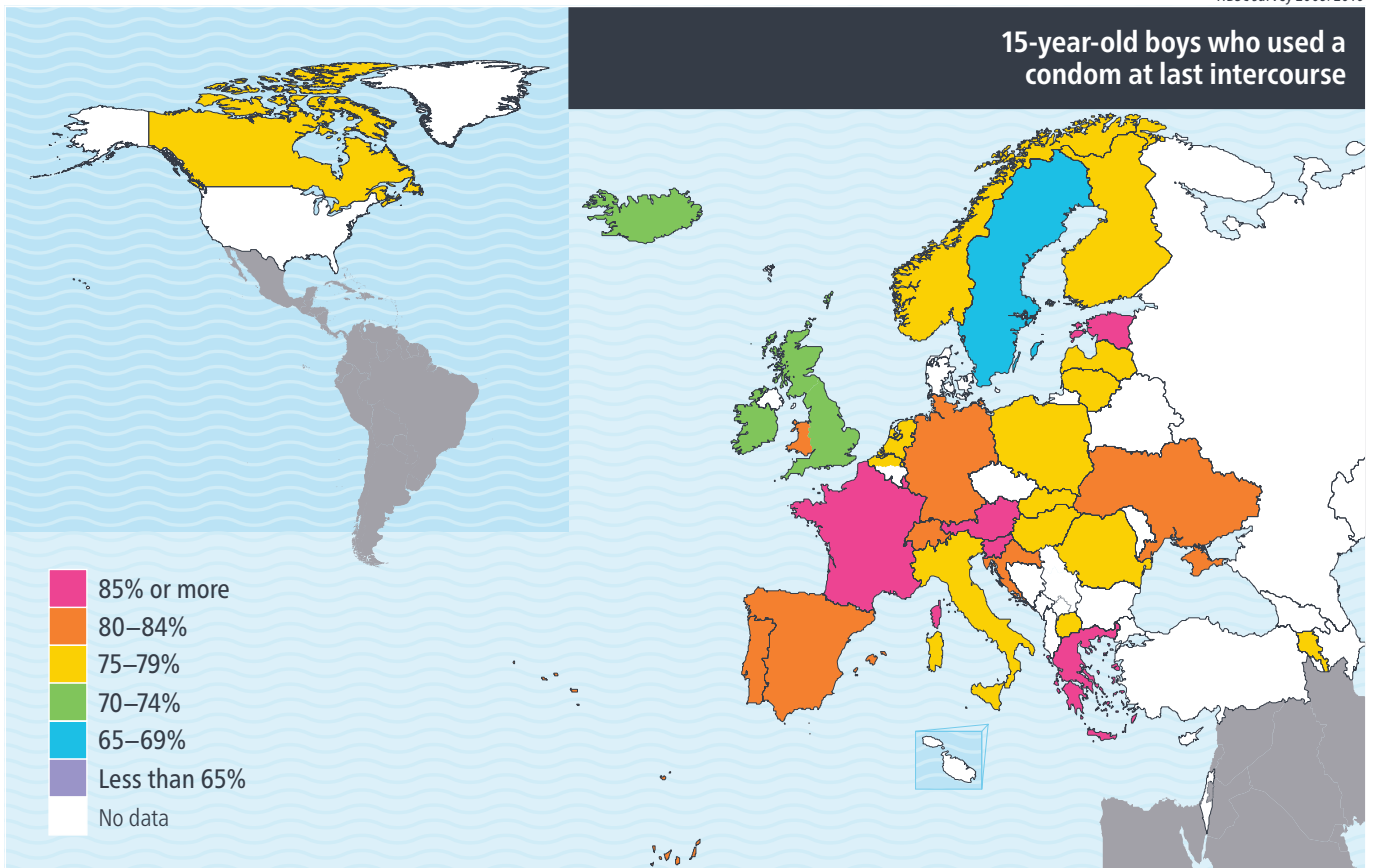 15-year-old boys who used a
condom at last intercourse
85% or more
80–84%
75–79%
70–74%
65–69%
Less than 65%
No data